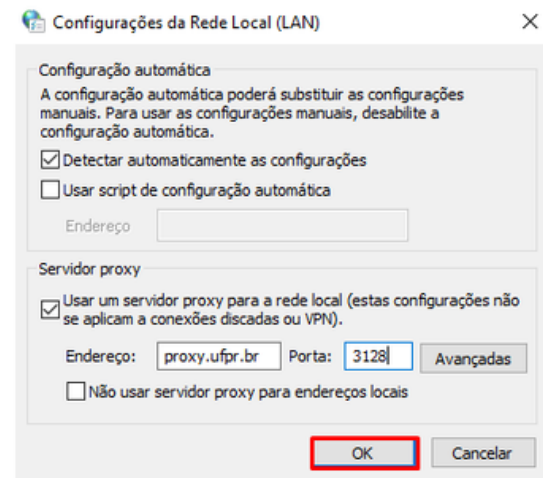 Configurações da Rede Local (LAN)
Configuração automática
A configuração automática poderá substituir as configurações
manuais. Para usar as configurações manuais, desabilite a
configuração automática.
Detectar automaticamente as configurações
Usar script de configuração automática
Endereço
Servidor proxy
Usar um servidor proxy para a rede local (estas configurações não
se aplicam a conexões discadas ou VPN).
Endereço: proxy.ufpr.br Porta: 3128 Avançadas
Não usar servidor proxy para endereços locais
OK Cancelar